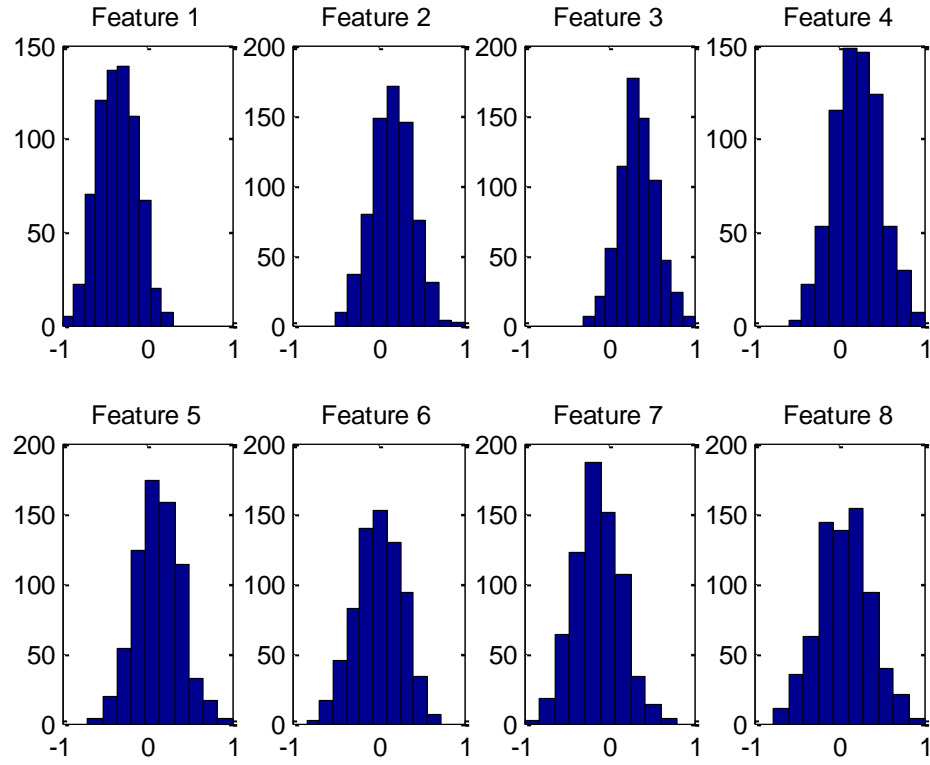 Feature 1 Feature 2 Feature 3 Feature 4
150 200 200 150
150 150
100 100
100 100
50 50
50 50
0 0 0 0
-1 0 1 -1 0 1 -1 0 1 -1 0 1
Feature 5 Feature 6 Feature 7 Feature 8
200 200 200 200
150 150 150 150
100 100 100 100
50 50 50 50
0 0 0 0
-1 0 1 -1 0 1 -1 0 1 -1 0 1